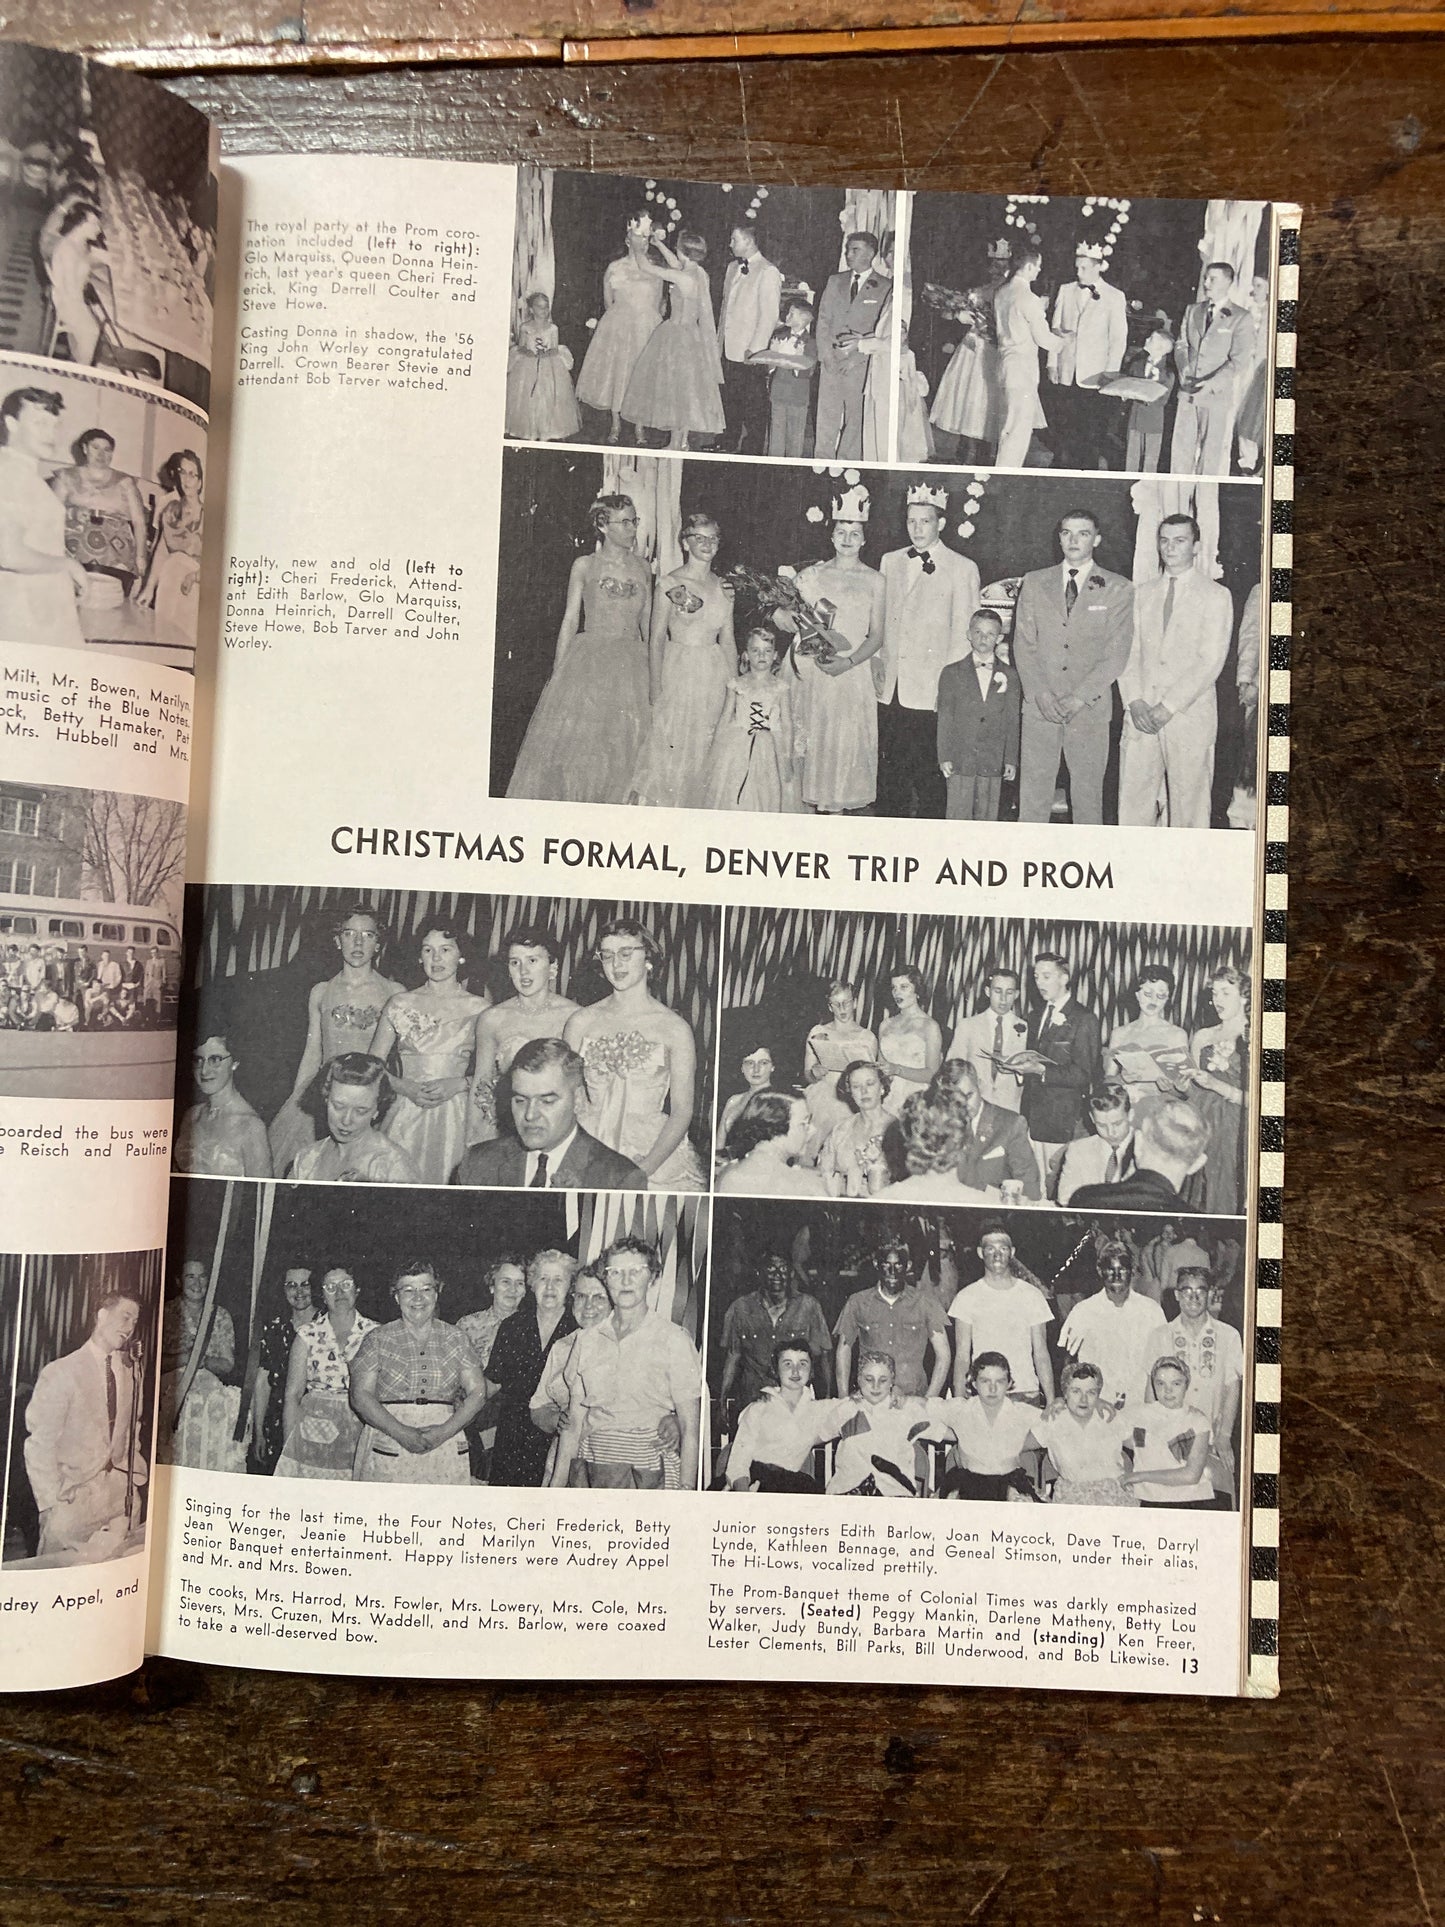 Milt, Mr. Bowen, Marilyn,
music of the Blue Notes.
ock, Betty Hamaker, Pat
Mrs. Hubbell and Mrs.
boarded the bus were
e Reisch and Pauline
udrey Appel, and
The royal party at the Prom coro-
nation included (left to right):
Glo Marquiss, Queen Donna Hein-
rich, last year's queen Cheri Fred-
erick, King Darrell Coulter and
Steve Howe.
Casting Donna in shadow, the '56
King John Worley congratulated
Darrell. Crown Bearer Stevie and
attendant Bob Tarver watched.
57
Royalty, new and old (left to
right): Cheri Frederick, Attend-
ant Edith Barlow, Glo Marquiss,
Donna Heinrich, Darrell Coulter,
Steve Howe, Bob Tarver and John
Worley.
CHRISTMAS FORMAL, DENVER TRIP AND PROM
Singing for the last time, the Four Notes, Cheri Frederick, Betty
Jean Wenger, Jeanie Hubbell, and Marilyn Vines, provided
Senior Banquet entertainment. Happy listeners were Audrey Appel
and Mr. and Mrs. Bowen.
The cooks, Mrs. Harrod, Mrs. Fowler, Mrs. Lowery, Mrs. Cole, Mrs.
Sievers, Mrs. Cruzen, Mrs. Waddell, and Mrs. Barlow, were coaxed
to take a well-deserved bow.
Junior songsters Edith Barlow, Joan Maycock, Dave True, Darryl
Lynde, Kathleen Bennage, and Geneal Stimson, under their alias,
The Hi-Lows, vocalized prettily.
The Prom-Banquet theme of Colonial Times was darkly emphasized
by servers. (Seated) Peggy Mankin, Darlene Matheny, Betty Lou
Walker, Judy Bundy, Barbara Martin and (standing) Ken Freer,
Lester Clements, Bill Parks, Bill Underwood, and Bob Likewise.
13